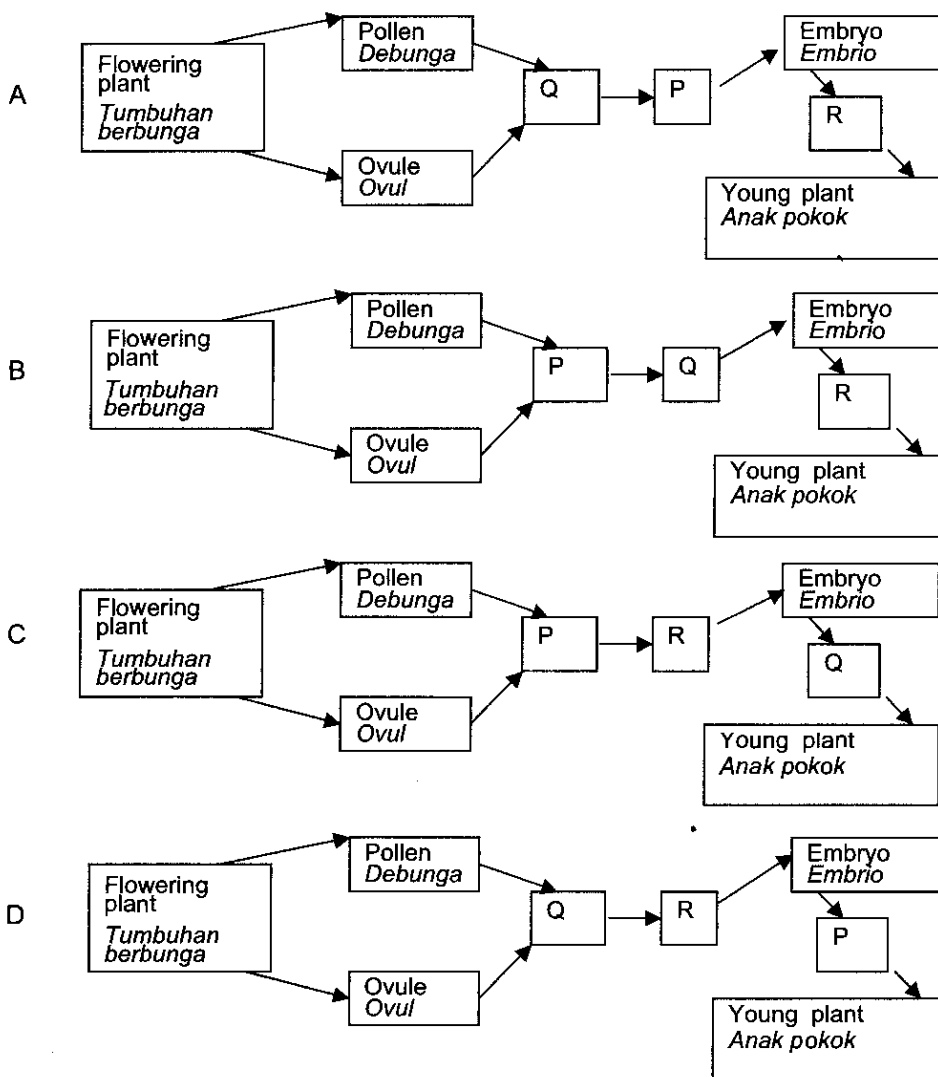 A
Flowering
plant
Tumbuhan
berbunga
Pollen
Debunga
Ovule
Ovul
Q
P
Embryo
Embrio
R
Young plant
Anak pokok
B
Flowering
plant
Tumbuhan
berbunga
Pollen
Debunga
Ovule
Ovul
P
Q
Embryo
Embrio
R
Young plant
Anak pokok
C
Flowering
plant
Tumbuhan
berbunga
Pollen
Debunga
Ovule
Ovul
P
R
Embryo
Embrio
Q
Young plant
Anak pokok
D
Flowering
plant
Tumbuhan
berbunga
Pollen
Debunga
Ovule
Ovul
Q
R
Embryo
Embrio
P
Young plant
Anak pokok